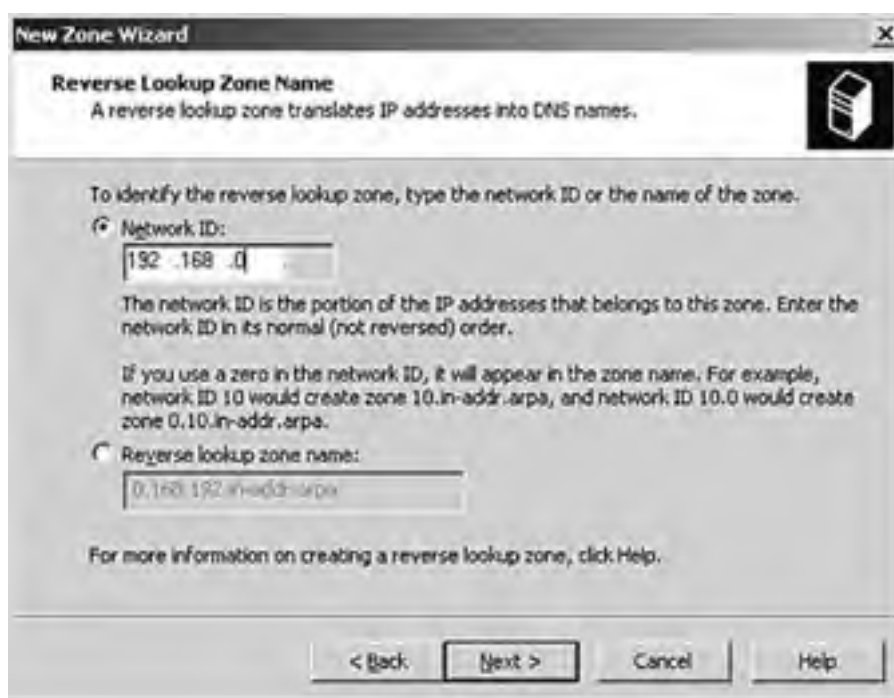 New Zone Wizard
Reverse Lookup Zone Name
A reverse lookup zone translates IP addresses into DNS names.
To identify the reverse lookup zone, type the network ID or the name of the zone.
Network ID:
192 .168 .0 .
The network ID is the portion of the IP addresses that belongs to this zone. Enter the
network ID in its normal (not reversed) order.
If you use a zero in the network ID, it will appear in the zone name. For example,
network ID 10 would create zone 10.in-addr.arpa, and network ID 10.0 would create
zone 0.10.in-addr.arpa.
Reverse lookup zone name:
0.168.192.in-addr.arpa
For more information on creating a reverse lookup zone, click Help.
< Back
Next >
Cancel
Help